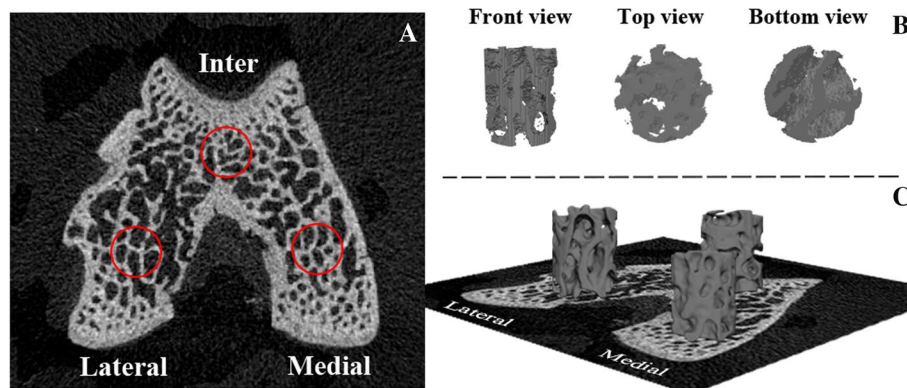 A
Inter
Lateral
Medial
Front view
Top view
Bottom view
B
C
Lateral
Medial